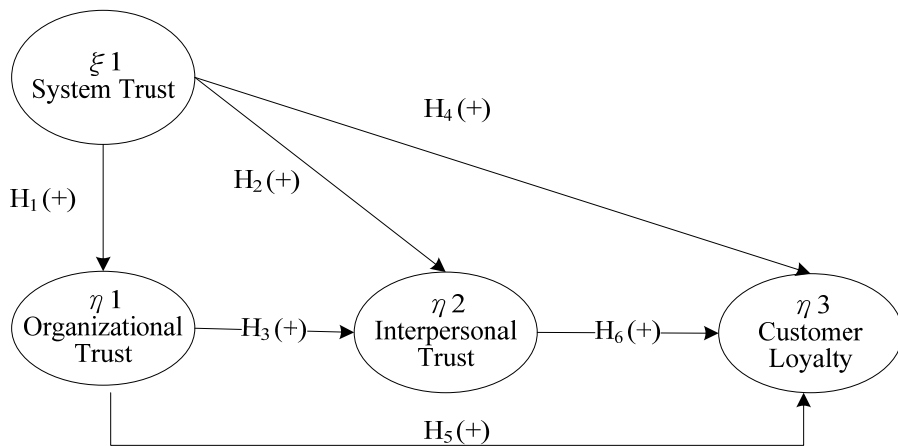 ξ 1
System Trust
H₄ (+)
H₂ (+)
H₁ (+)
η 1
Organizational
Trust
H₃ (+)
η 2
Interpersonal
Trust
H₆ (+)
η 3
Customer
Loyalty
H₅ (+)